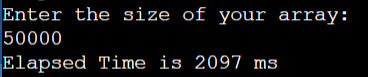 Enter the size of your array:
50000
Elapsed Time is 2097 ms